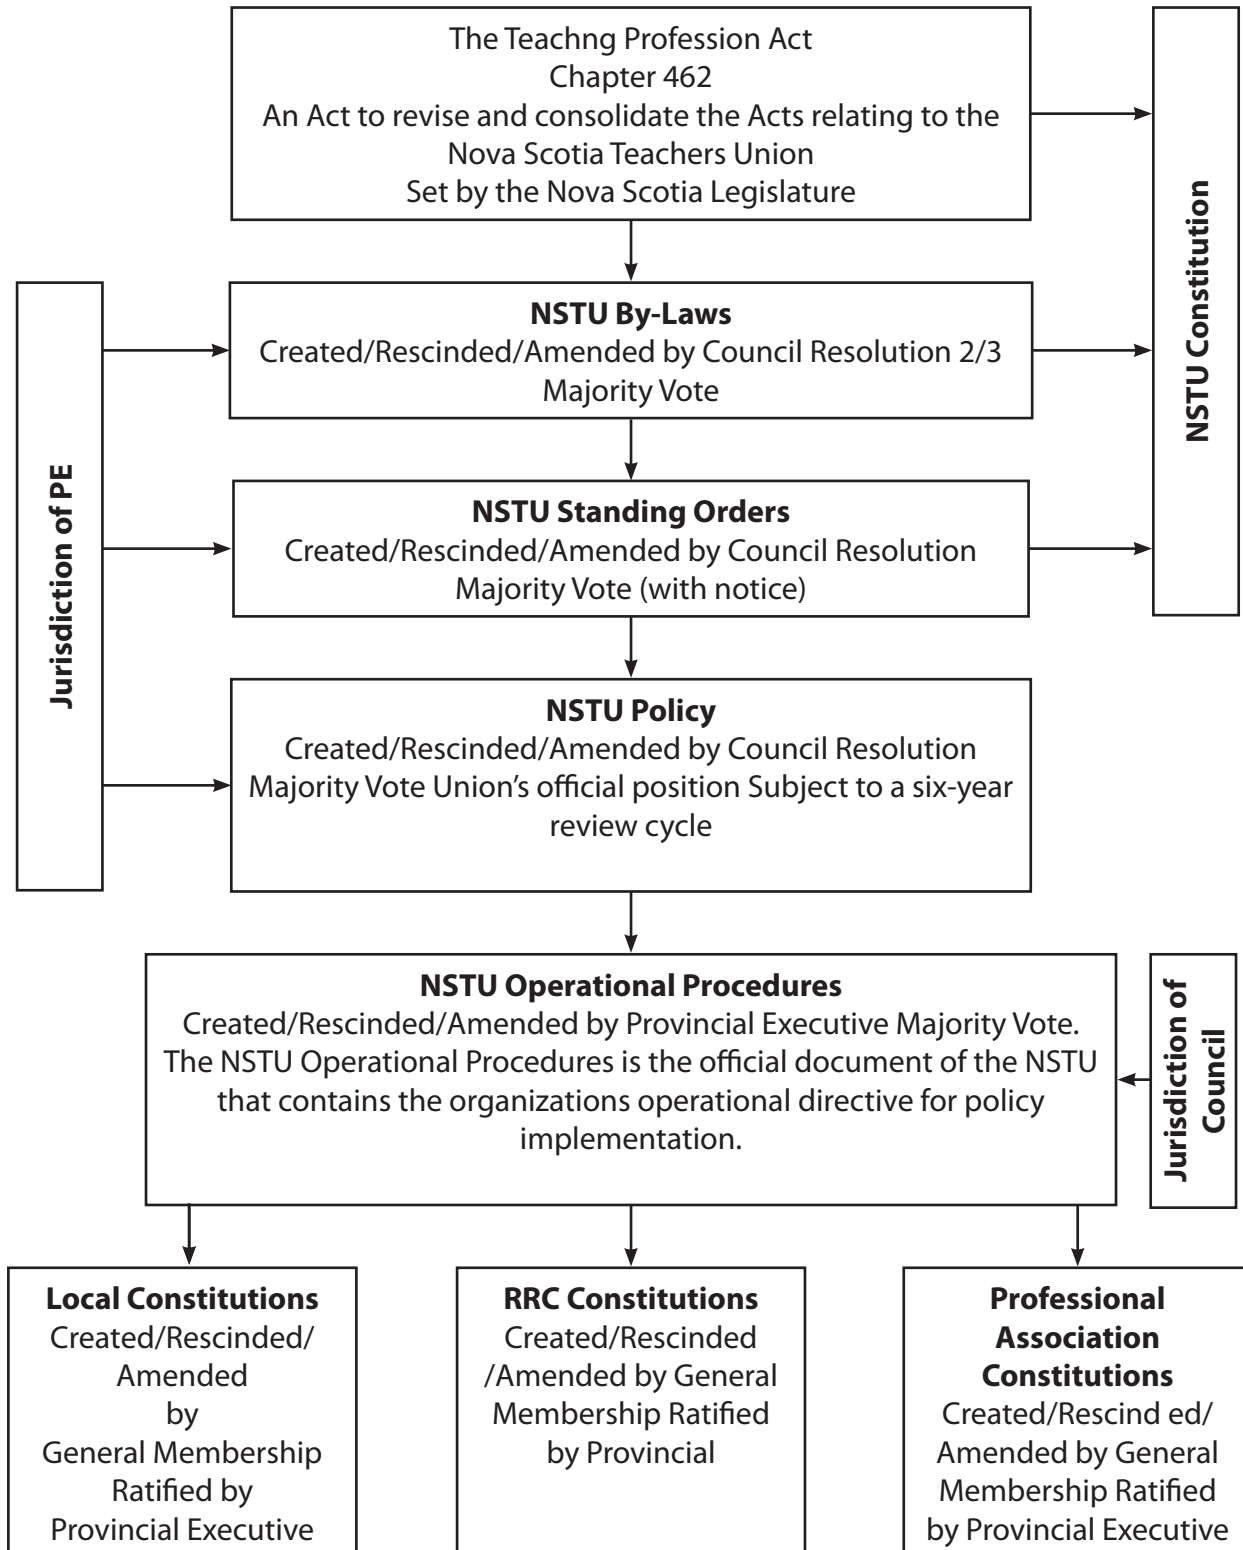 The Teachng Profession Act
Chapter 462
An Act to revise and consolidate the Acts relating to the
Nova Scotia Teachers Union
Set by the Nova Scotia Legislature
NSTU Constitution
Jurisdiction of PE
NSTU By-Laws
Created/Rescinded/Amended by Council Resolution 2/3
Majority Vote
NSTU Standing Orders
Created/Rescinded/Amended by Council Resolution
Majority Vote (with notice)
NSTU Policy
Created/Rescinded/Amended by Council Resolution
Majority Vote Union’s official position Subject to a six-year
review cycle
NSTU Operational Procedures
Created/Rescinded/Amended by Provincial Executive Majority Vote.
The NSTU Operational Procedures is the official document of the NSTU
that contains the organizations operational directive for policy
implementation.
Jurisdiction of
Council
Local Constitutions
Created/Rescinded/
Amended
by
General Membership
Ratified by
Provincial Executive
RRC Constitutions
Created/Rescinded
/Amended by General
Membership Ratified
by Provincial
Professional
Association
Constitutions
Created/Rescind ed/
Amended by General
Membership Ratified
by Provincial Executive